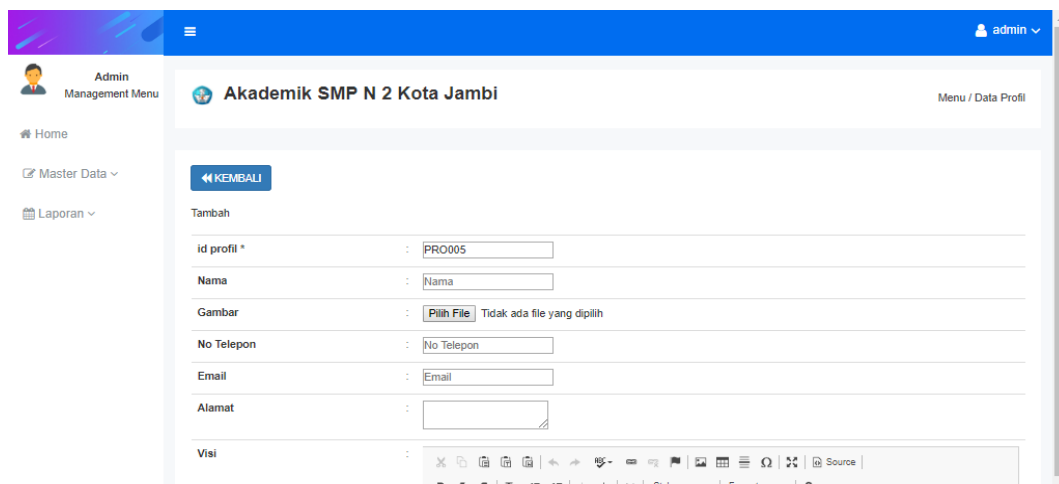 admin
Admin
Management Menu
Akademik SMP N 2 Kota Jambi
Menu / Data Profil
Home
Master Data
Laporan
KEMBALI
Tambah
id profil * : PRO005
Nama : Nama
Gambar : Pilih File Tidak ada file yang dipilih
No Telepon : No Telepon
Email : Email
Alamat :
Visi :
Source